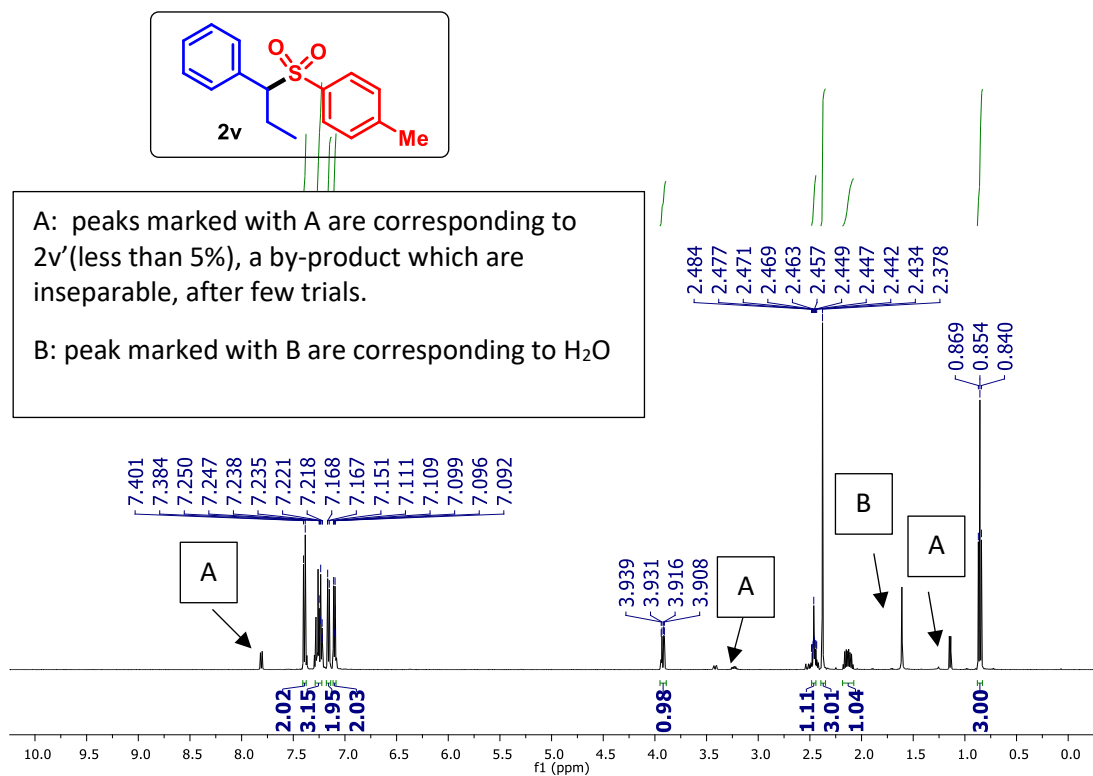 O
O
S
2v
Me
A: peaks marked with A are corresponding to
2v'(less than 5%), a by-product which are
inseparable, after few trials.
B: peak marked with B are corresponding to H₂O
2.484
2.477
2.471
2.469
2.463
2.457
2.449
2.447
2.442
2.434
2.378
0.869
0.854
0.840
7.401
7.384
7.250
7.247
7.238
7.235
7.221
7.218
7.168
7.167
7.151
7.111
7.109
7.099
7.096
7.092
3.939
3.931
3.916
3.908
A
A
B
A
2.02
3.15
1.95
2.03
0.98
1.11
3.01
1.04
3.00
10.0 9.5 9.0 8.5 8.0 7.5 7.0 6.5 6.0 5.5 5.0 4.5 4.0 3.5 3.0 2.5 2.0 1.5 1.0 0.5 0.0
f1 (ppm)